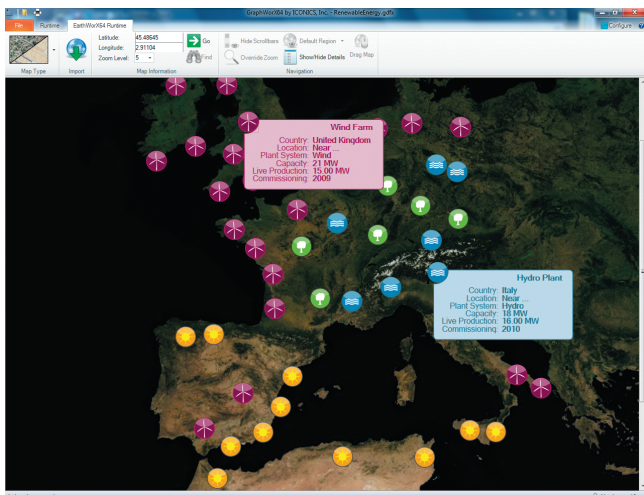 GraphWorX64 by ICONICS, Inc. - RenewableEnergy.gdfx
File Runtime EarthWorX64 Runtime Configure
Latitude: 45.48645
Longitude: 2.91104
Zoom Level: 5
Go
Find
Hide Scrollbars
Override Zoom
Default Region
Show/Hide Details
Drag Map
Map Type Import Map Information Navigation
Wind Farm
Country: United Kingdom
Location: Near ...
Plant System: Wind
Capacity: 21 MW
Live Production: 15.00 MW
Commissioning: 2009
Hydro Plant
Country: Italy
Location: Near ...
Plant System: Hydro
Capacity: 18 MW
Live Production: 16.00 MW
Commissioning: 2010